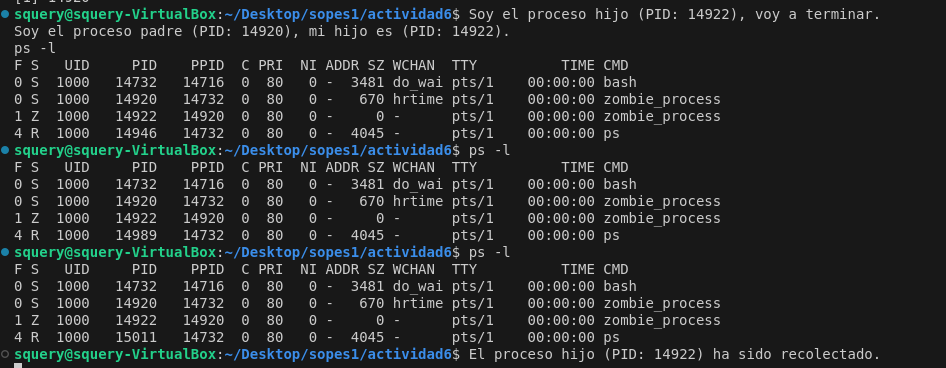 [1] 14920
squery@squery-VirtualBox:~/Desktop/sopes1/actividad6$ Soy el proceso hijo (PID: 14922), voy a terminar.
Soy el proceso padre (PID: 14920), mi hijo es (PID: 14922).
ps -l
F S   UID     PID    PPID  C PRI  NI ADDR SZ WCHAN  TTY          TIME CMD
0 S  1000   14732   14716  0  80   0 -  3481 do_wai pts/1    00:00:00 bash
0 S  1000   14920   14732  0  80   0 -   670 hrtime pts/1    00:00:00 zombie_process
1 Z  1000   14922   14920  0  80   0 -     0 -      pts/1    00:00:00 zombie_process
4 R  1000   14946   14732  0  80   0 -  4045 -      pts/1    00:00:00 ps
squery@squery-VirtualBox:~/Desktop/sopes1/actividad6$ ps -l
F S   UID     PID    PPID  C PRI  NI ADDR SZ WCHAN  TTY          TIME CMD
0 S  1000   14732   14716  0  80   0 -  3481 do_wai pts/1    00:00:00 bash
0 S  1000   14920   14732  0  80   0 -   670 hrtime pts/1    00:00:00 zombie_process
1 Z  1000   14922   14920  0  80   0 -     0 -      pts/1    00:00:00 zombie_process
4 R  1000   14989   14732  0  80   0 -  4045 -      pts/1    00:00:00 ps
squery@squery-VirtualBox:~/Desktop/sopes1/actividad6$ ps -l
F S   UID     PID    PPID  C PRI  NI ADDR SZ WCHAN  TTY          TIME CMD
0 S  1000   14732   14716  0  80   0 -  3481 do_wai pts/1    00:00:00 bash
0 S  1000   14920   14732  0  80   0 -   670 hrtime pts/1    00:00:00 zombie_process
1 Z  1000   14922   14920  0  80   0 -     0 -      pts/1    00:00:00 zombie_process
4 R  1000   15011   14732  0  80   0 -  4045 -      pts/1    00:00:00 ps
squery@squery-VirtualBox:~/Desktop/sopes1/actividad6$ El proceso hijo (PID: 14922) ha sido recolectado.